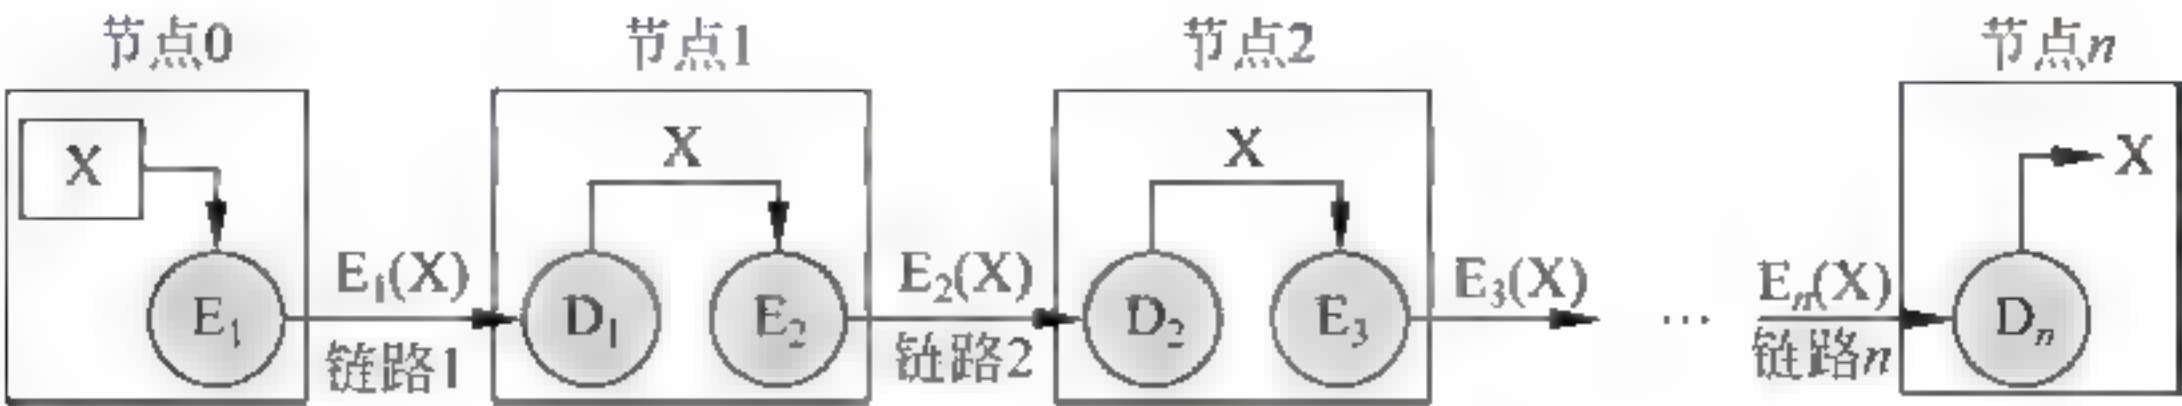 节点0 节点1 节点2 节点n
X X X X
E₁(X) E₂(X) E₃(X) Eₙ(X)
E₁ D₁ E₂ D₂ E₃ … Dₙ
链路1 链路2 链路n